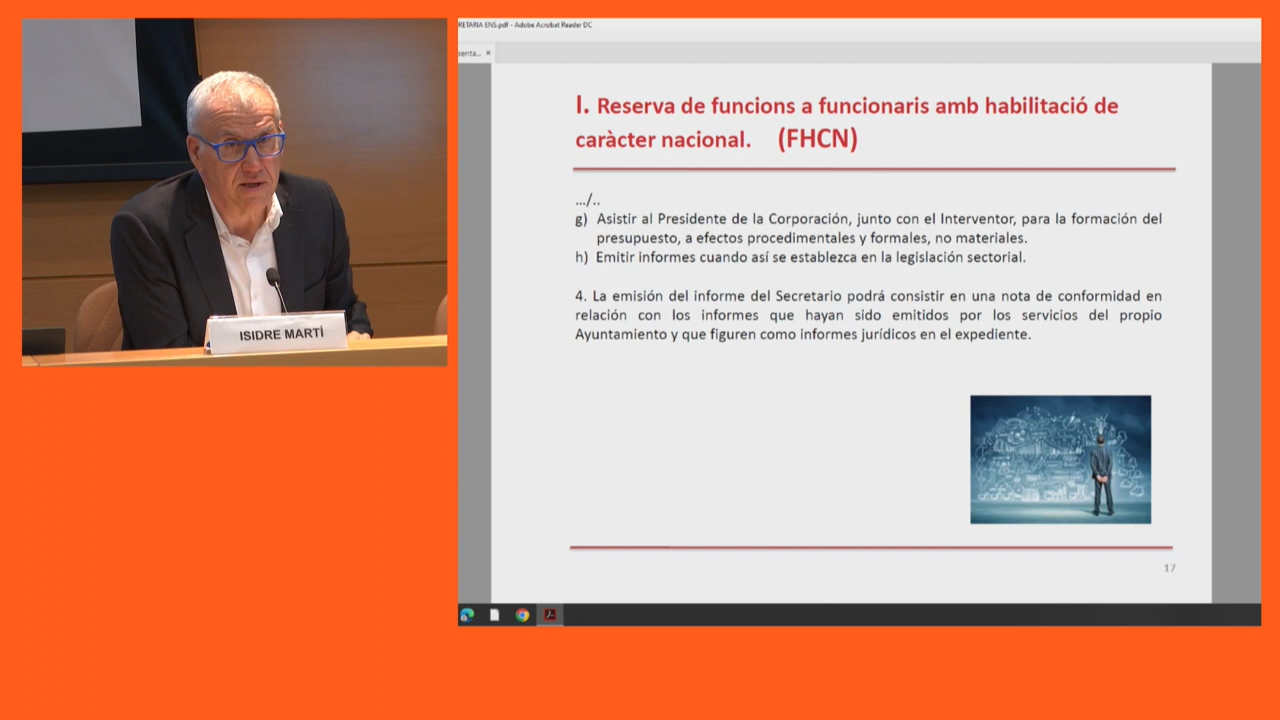 ISIDRE MARTÍ
RETARIA ENS.pdf - Adobe Acrobat Reader DC
senta... ×
I. Reserva de funcions a funcionaris amb habilitació de
caràcter nacional. (FHCN)
.../..
g) Asistir al Presidente de la Corporación, junto con el Interventor, para la formación del
presupuesto, a efectos procedimentales y formales, no materiales.
h) Emitir informes cuando así se establezca en la legislación sectorial.
4. La emisión del informe del Secretario podrá consistir en una nota de conformidad en
relación con los informes que hayan sido emitidos por los servicios del propio
Ayuntamiento y que figuren como informes jurídicos en el expediente.
17